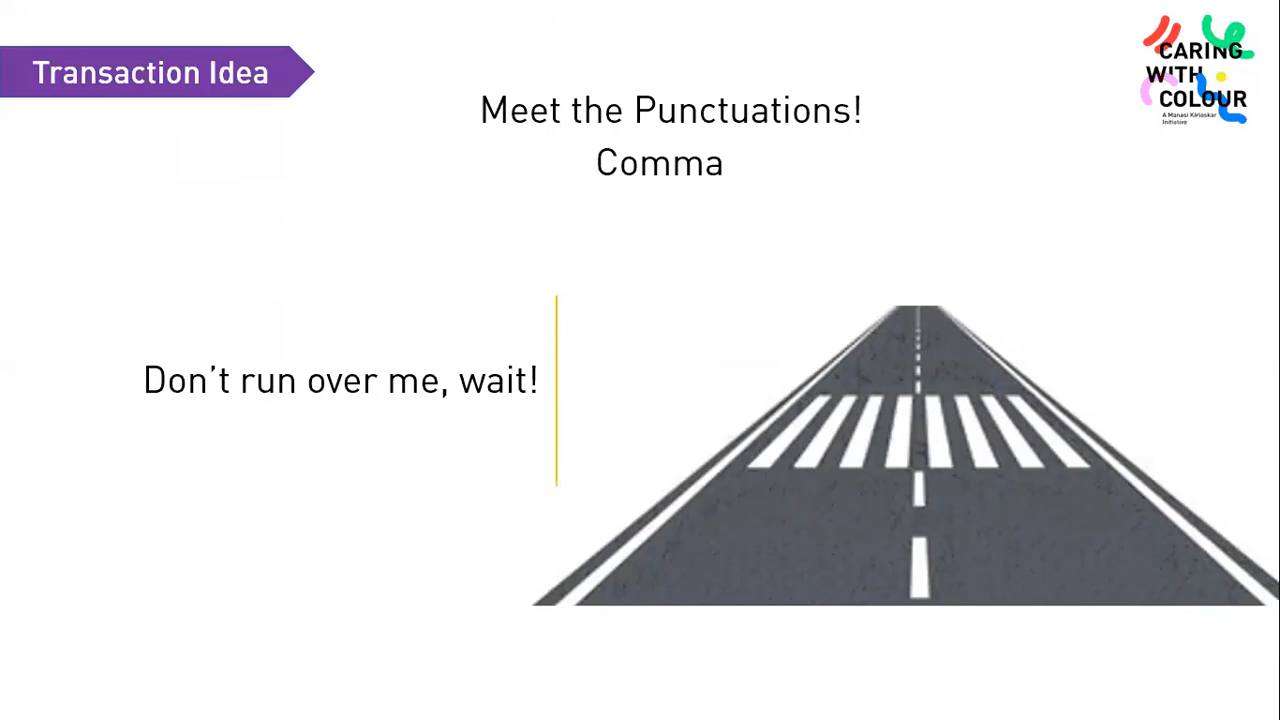 Transaction Idea
CARING
WITH
COLOUR
A Manasi Kirloskar
Initiative
Meet the Punctuations!
Comma
Don’t run over me, wait!